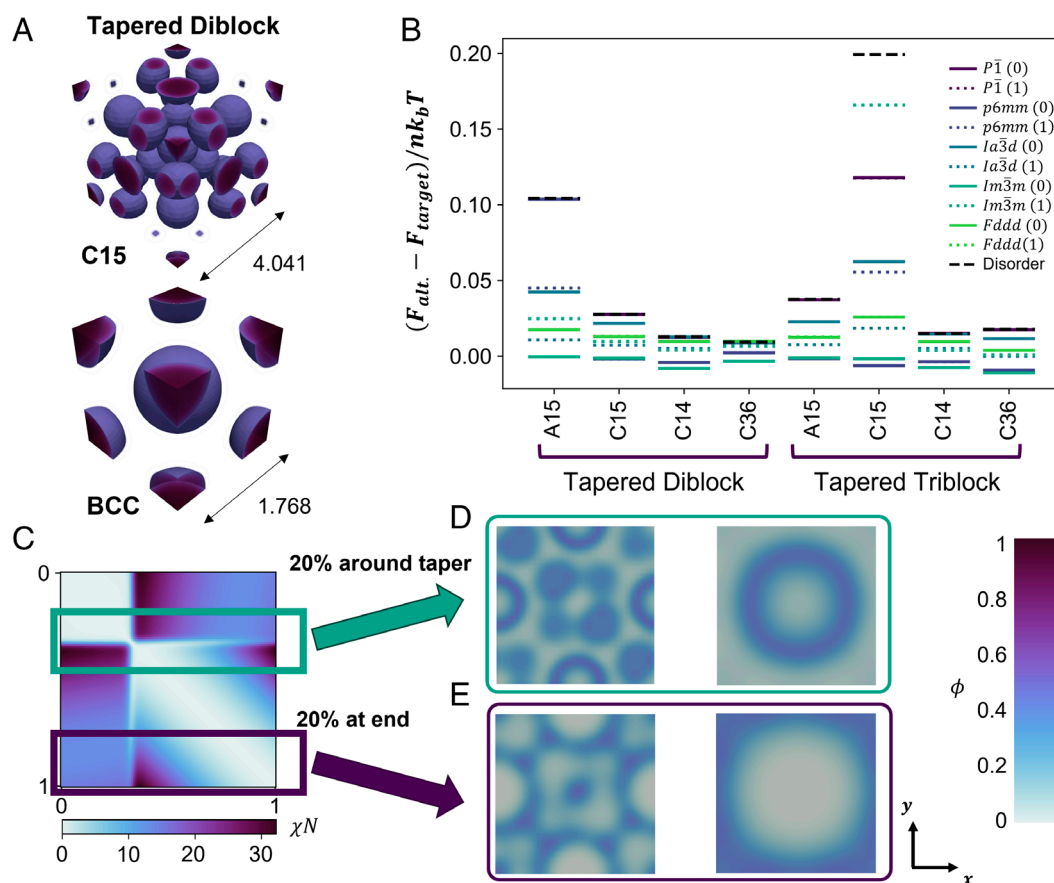 A
Tapered Diblock
C15
4.041
BCC
1.768
B
(F_alt. − F_target)/nk_bT
0.20
0.15
0.10
0.05
0.00
P1̄ (0)
P1̄ (1)
p6mm (0)
p6mm (1)
Ia3̄d (0)
Ia3̄d (1)
Im3̄m (0)
Im3̄m (1)
Fddd (0)
Fddd(1)
Disorder
A15 C15 C14 C36 A15 C15 C14 C36
Tapered Diblock Tapered Triblock
C
0
1
0 1
χN
0 10 20 30
20% around taper
20% at end
D
E
1
0.8
0.6
ϕ
0.4
0.2
0
y
x